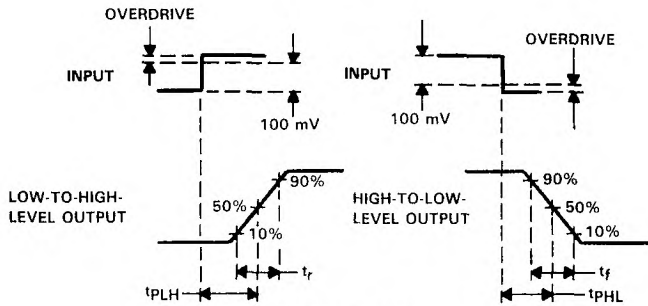 OVERDRIVE
INPUT
100 mV
LOW-TO-HIGH-
LEVEL OUTPUT
90%
50%
10%
tr
tPLH
OVERDRIVE
INPUT
100 mV
HIGH-TO-LOW-
LEVEL OUTPUT
90%
50%
10%
tf
tPHL